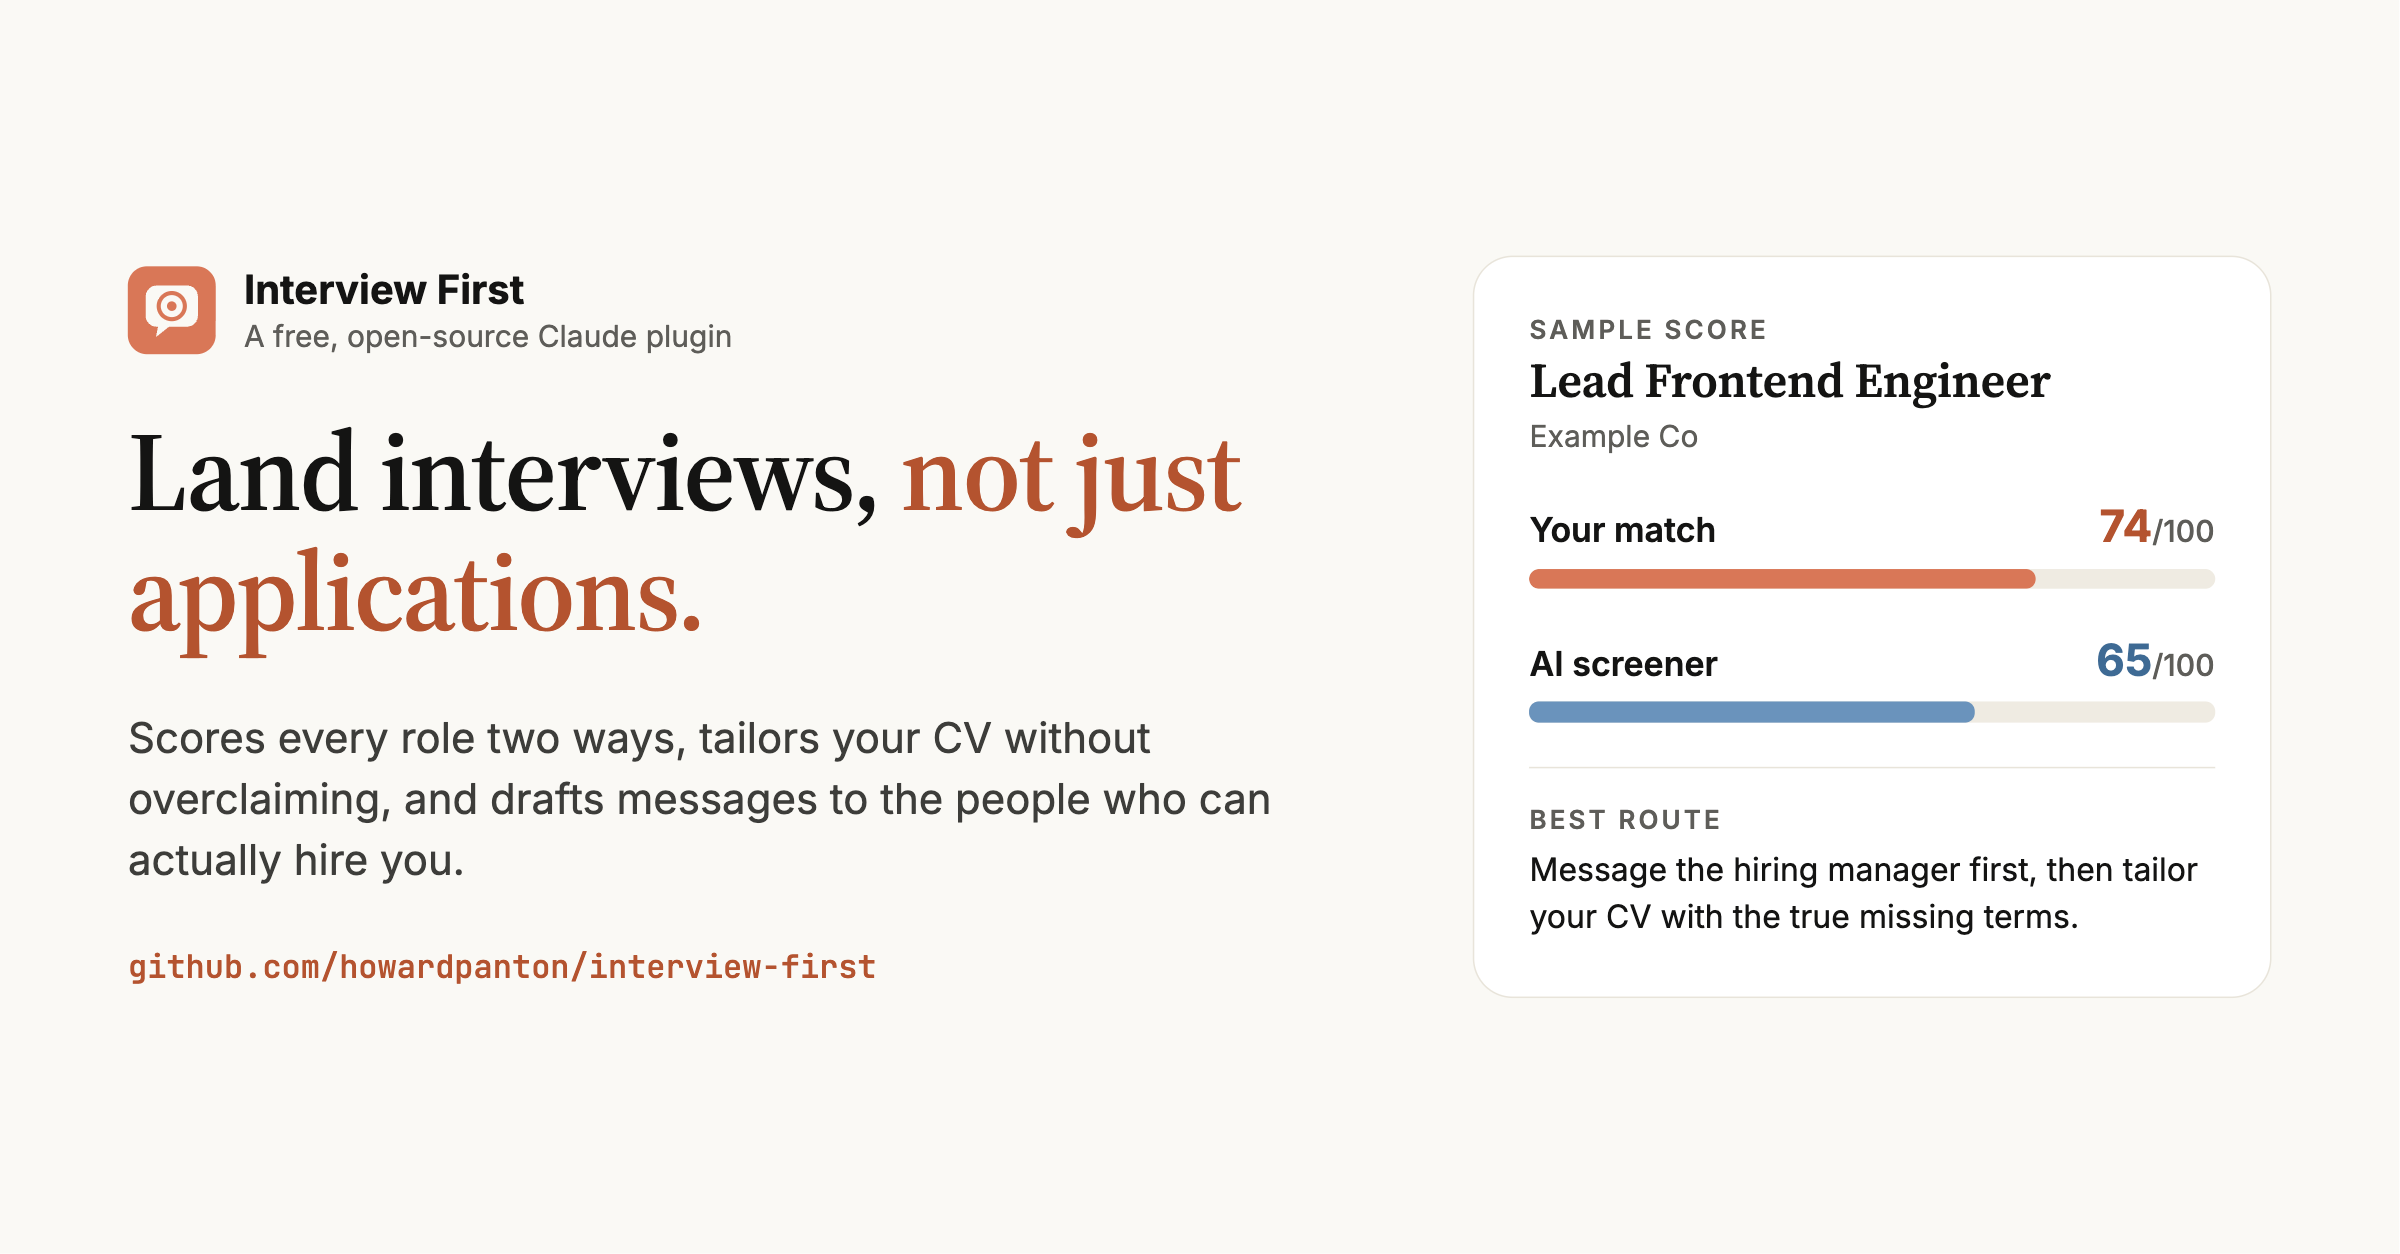 Interview First
A free, open-source Claude plugin
Land interviews, not just
applications.
Scores every role two ways, tailors your CV without
overclaiming, and drafts messages to the people who can
actually hire you.
github.com/howardpanton/interview-first
SAMPLE SCORE
Lead Frontend Engineer
Example Co
Your match 74/100
AI screener 65/100
BEST ROUTE
Message the hiring manager first, then tailor
your CV with the true missing terms.